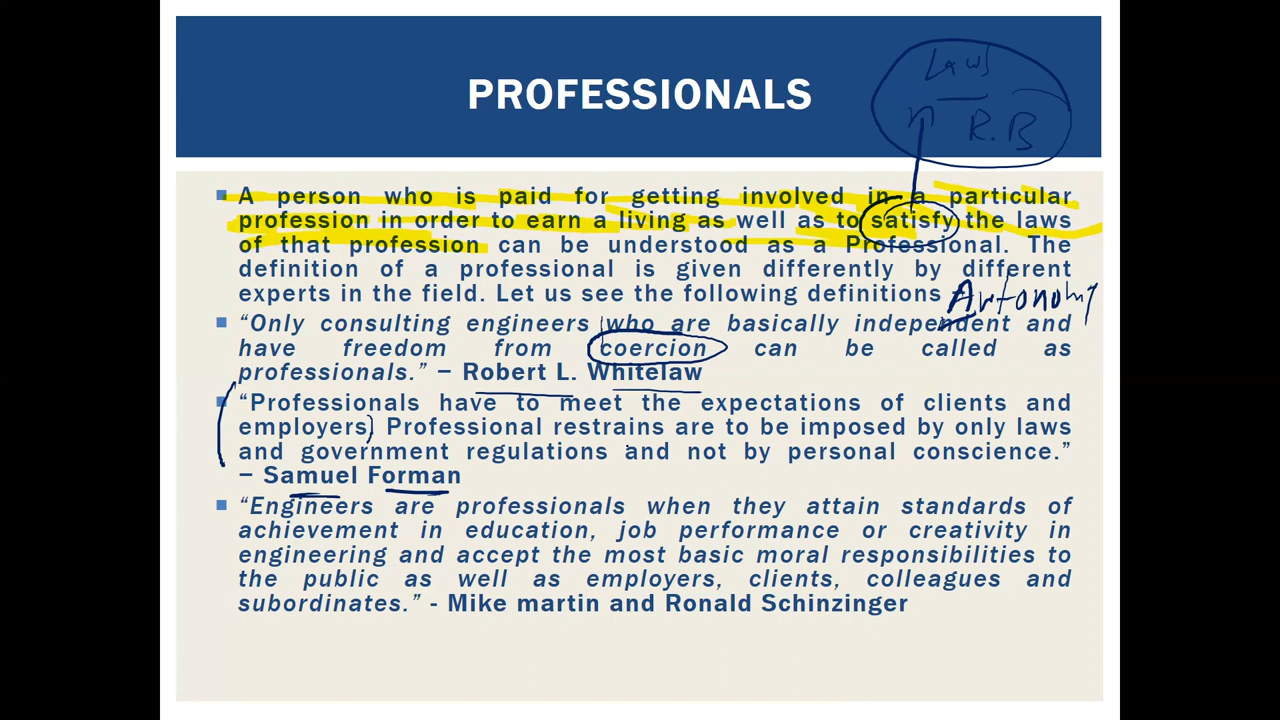 PROFESSIONALS
Laws
R.B
A person who is paid for getting involved in a particular
profession in order to earn a living as well as to satisfy the laws
of that profession can be understood as a Professional. The
definition of a professional is given differently by different
experts in the field. Let us see the following definitions –
Autonomy
“Only consulting engineers who are basically independent and
have freedom from coercion can be called as
professionals.” – Robert L. Whitelaw
“Professionals have to meet the expectations of clients and
employers. Professional restrains are to be imposed by only laws
and government regulations and not by personal conscience.”
– Samuel Forman
“Engineers are professionals when they attain standards of
achievement in education, job performance or creativity in
engineering and accept the most basic moral responsibilities to
the public as well as employers, clients, colleagues and
subordinates.” - Mike martin and Ronald Schinzinger